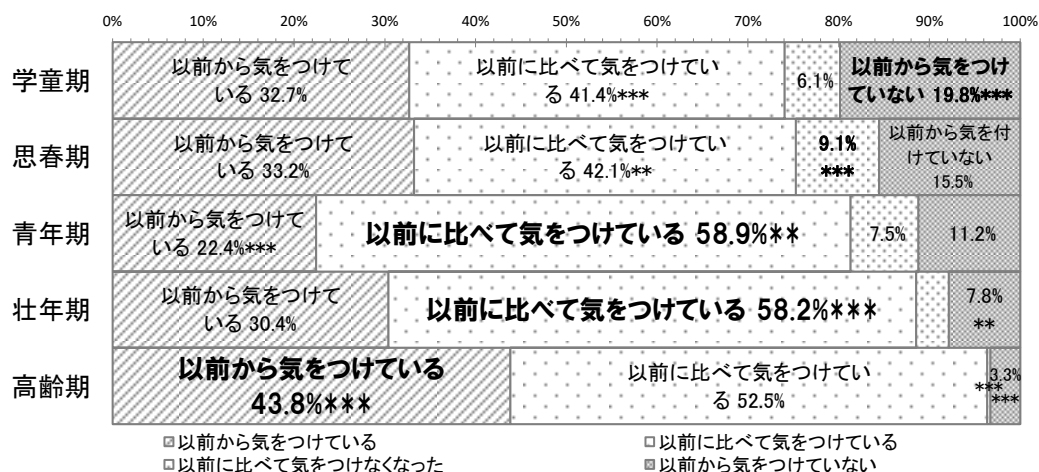 0% 10% 20% 30% 40% 50% 60% 70% 80% 90% 100%
学童期
以前から気をつけて
いる 32.7%
以前に比べて気をつけてい
る 41.4%***
6.1%
以前から気をつけ
ていない 19.8%***
思春期
以前から気をつけて
いる 33.2%
以前に比べて気をつけてい
る 42.1%**
9.1%
***
以前から気を付
けていない
15.5%
青年期
以前から気をつけて
いる 22.4%***
以前に比べて気をつけている 58.9%**
7.5%
11.2%
壮年期
以前から気をつけて
いる 30.4%
以前に比べて気をつけている 58.2%***
7.8%
**
高齢期
以前から気をつけている
43.8%***
以前に比べて気をつけてい
る 52.5%
***
3.3%
***
以前から気をつけている
以前に比べて気をつけている
以前に比べて気をつけなくなった
以前から気をつけていない